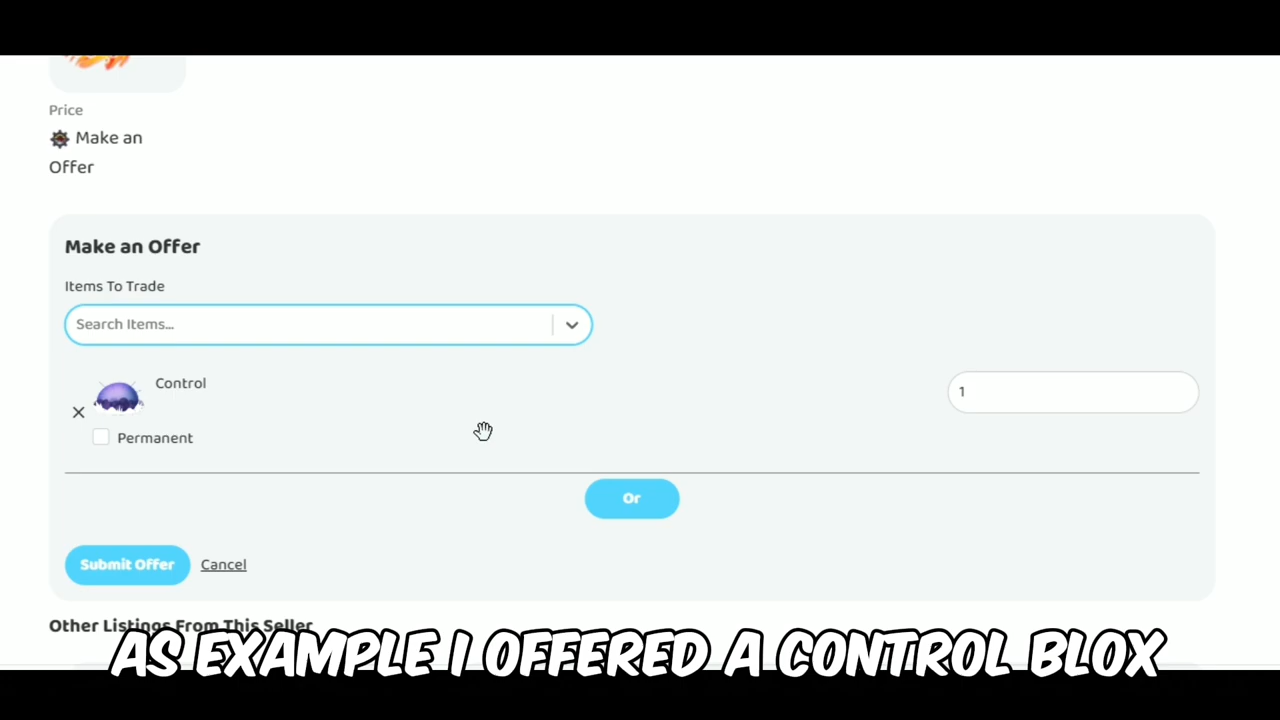 Price
Make an
Offer
Make an Offer
Items To Trade
Search Items...
Control
1
Permanent
Or
Submit Offer
Cancel
Other Listings From This Seller
AS EXAMPLE I OFFERED A CONTROL BLOX